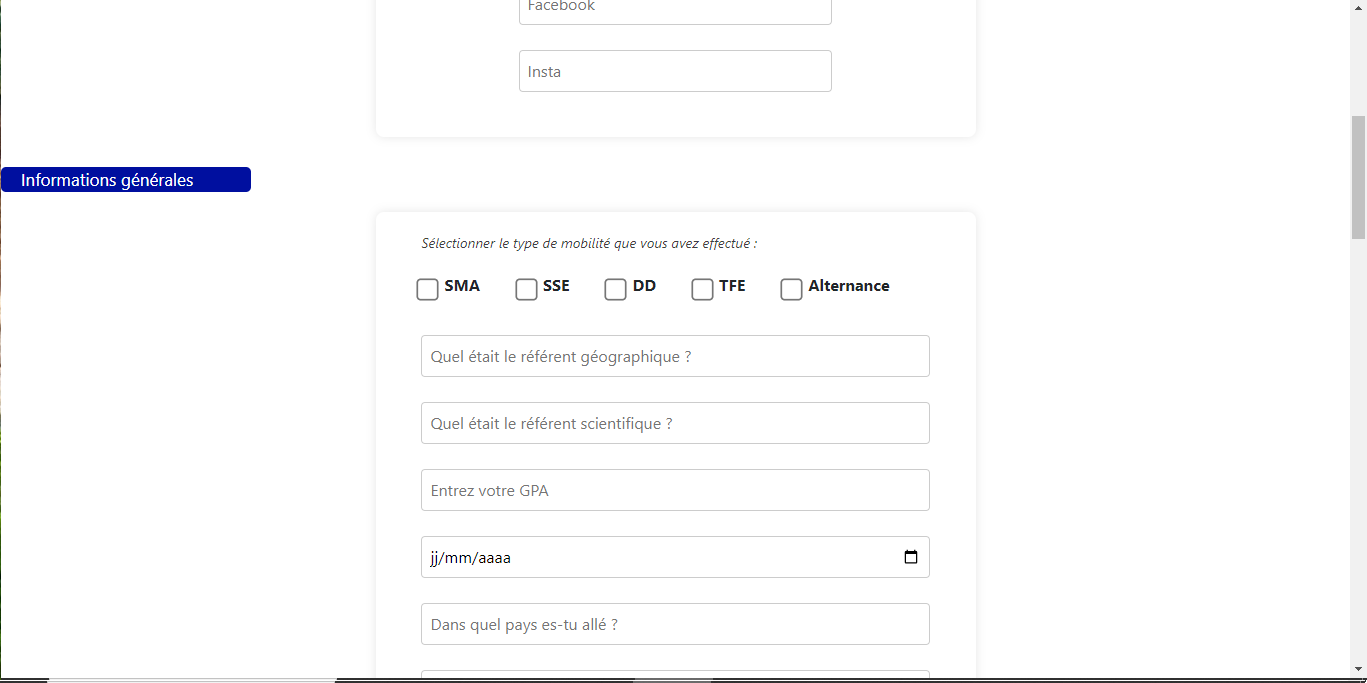 Facebook
Insta
Informations générales
Sélectionner le type de mobilité que vous avez effectué :
SMA SSE DD TFE Alternance
Quel était le référent géographique ?
Quel était le référent scientifique ?
Entrez votre GPA
jj/mm/aaaa
Dans quel pays es-tu allé ?